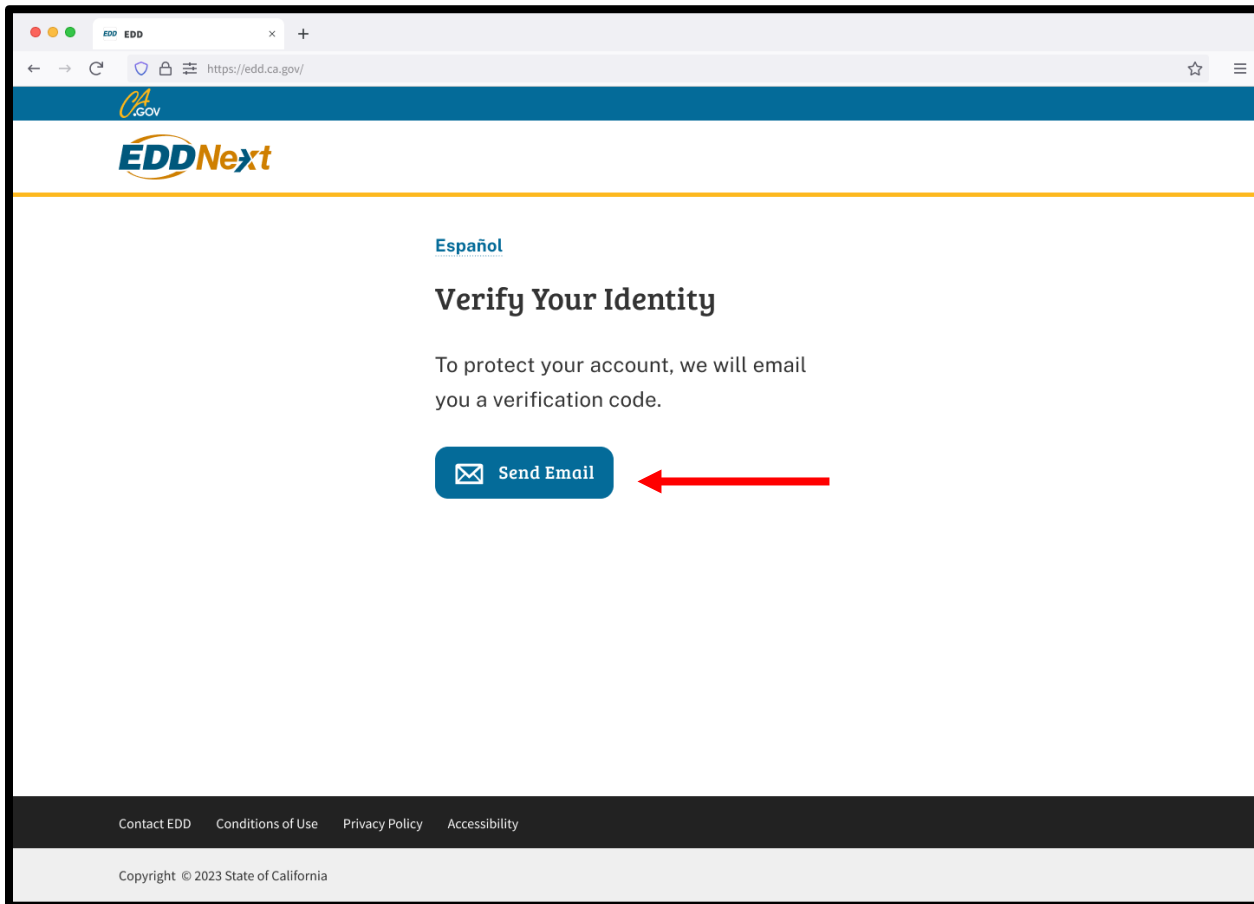 EDD EDD
https://edd.ca.gov/
CA.GOV
EDDNext
Español
Verify Your Identity
To protect your account, we will email
you a verification code.
Send Email
Contact EDD Conditions of Use Privacy Policy Accessibility
Copyright © 2023 State of California